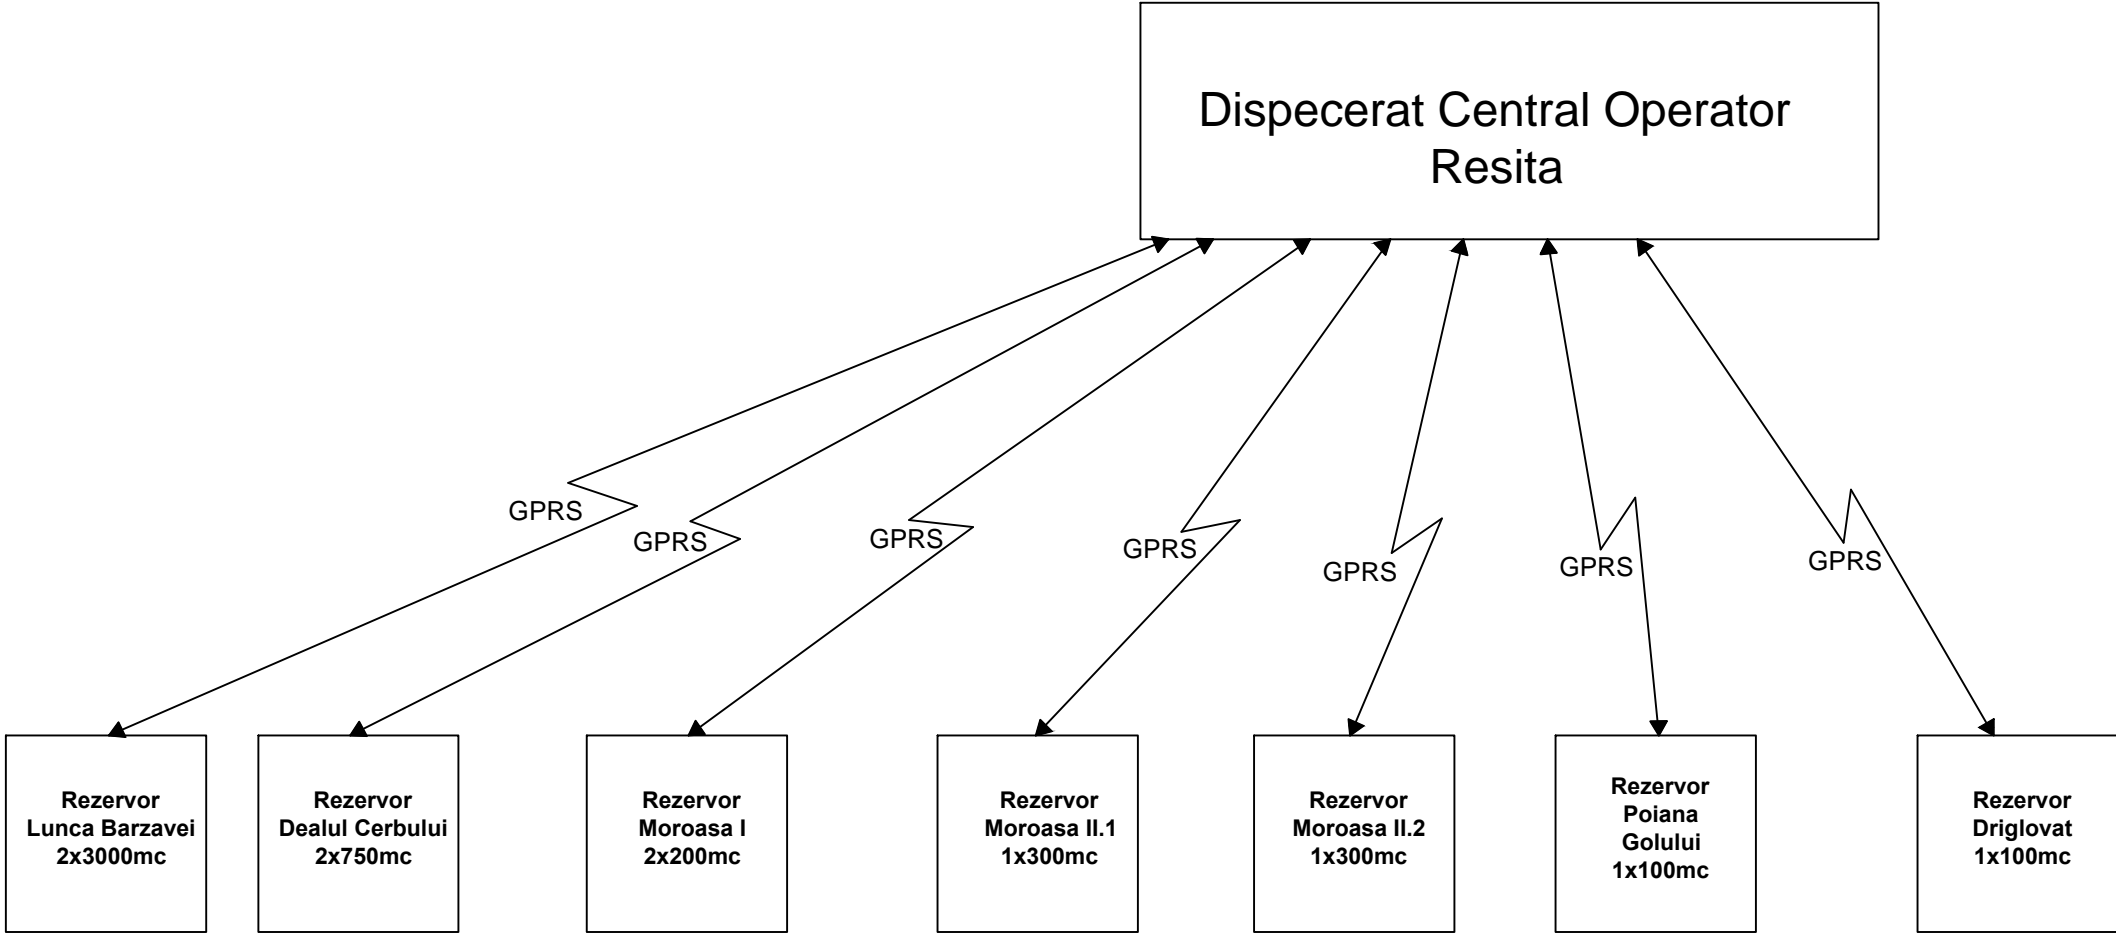 Dispecerat Central Operator
Resita
GPRS
GPRS
GPRS
GPRS
GPRS
GPRS
GPRS
Rezervor
Lunca Barzavei
2x3000mc
Rezervor
Dealul Cerbului
2x750mc
Rezervor
Moroasa I
2x200mc
Rezervor
Moroasa II.1
1x300mc
Rezervor
Moroasa II.2
1x300mc
Rezervor
Poiana
Golului
1x100mc
Rezervor
Driglovat
1x100mc